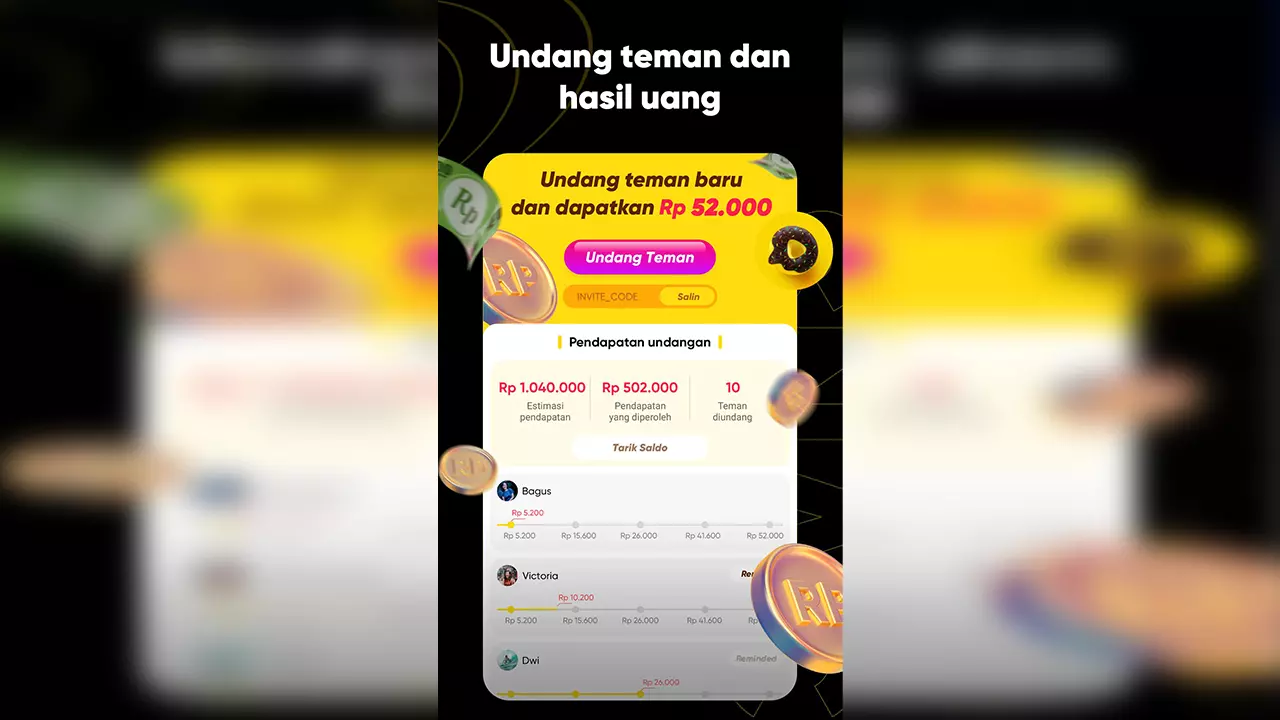 Undang teman dan
hasil uang
Undang teman baru
dan dapatkan Rp 52.000
Rp
Undang Teman
RP
INVITE_CODE
Salin
Pendapatan undangan
Rp 1.040.000 Rp 502.000 10
Estimasi Pendapatan Teman
pendapatan yang diperoleh diundang
Tarik Saldo
RP
Bagus
Rp 5.200
Rp 5.200 Rp 15.600 Rp 26.000 Rp 41.600 Rp 52.000
Victoria
Rp 10.200
RP
Rp 5.200 Rp 15.600 Rp 26.000 Rp 41.600
Dwi Reminded
Rp 26.000